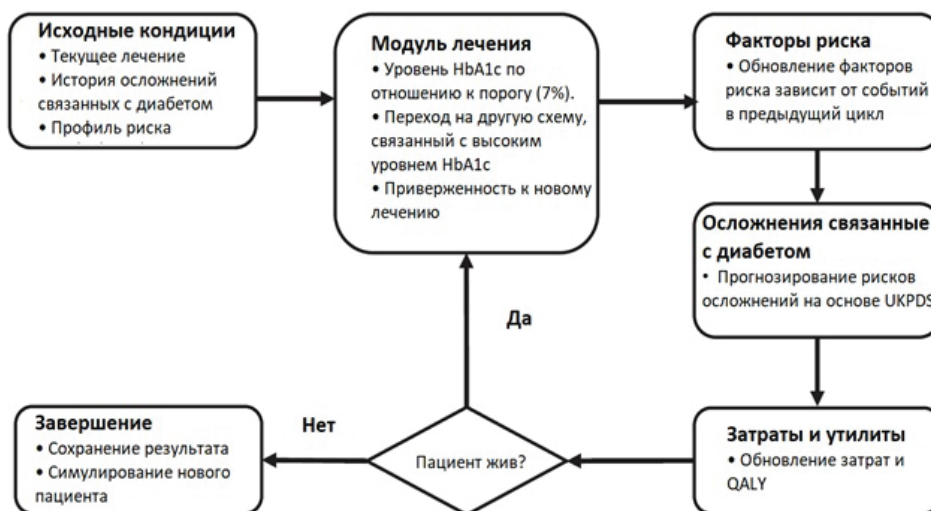 Исходные кондиции
• Текущее лечение
• История осложнений
связанных с диабетом
• Профиль риска
Модуль лечения
• Уровень HbA1c по
отношению к порогу (7%).
• Переход на другую схему,
связанный с высоким
уровнем HbA1c
• Приверженность к новому
лечению
Факторы риска
• Обновление факторов
риска зависит от событий
в предыдущий цикл
Осложнения связанные
с диабетом
• Прогнозирование рисков
осложнений на основе UKPDS
Затраты и утилиты
• Обновление затрат и
QALY
Пациент жив?
Да
Нет
Завершение
• Сохранение результата
• Симулирование нового
пациента